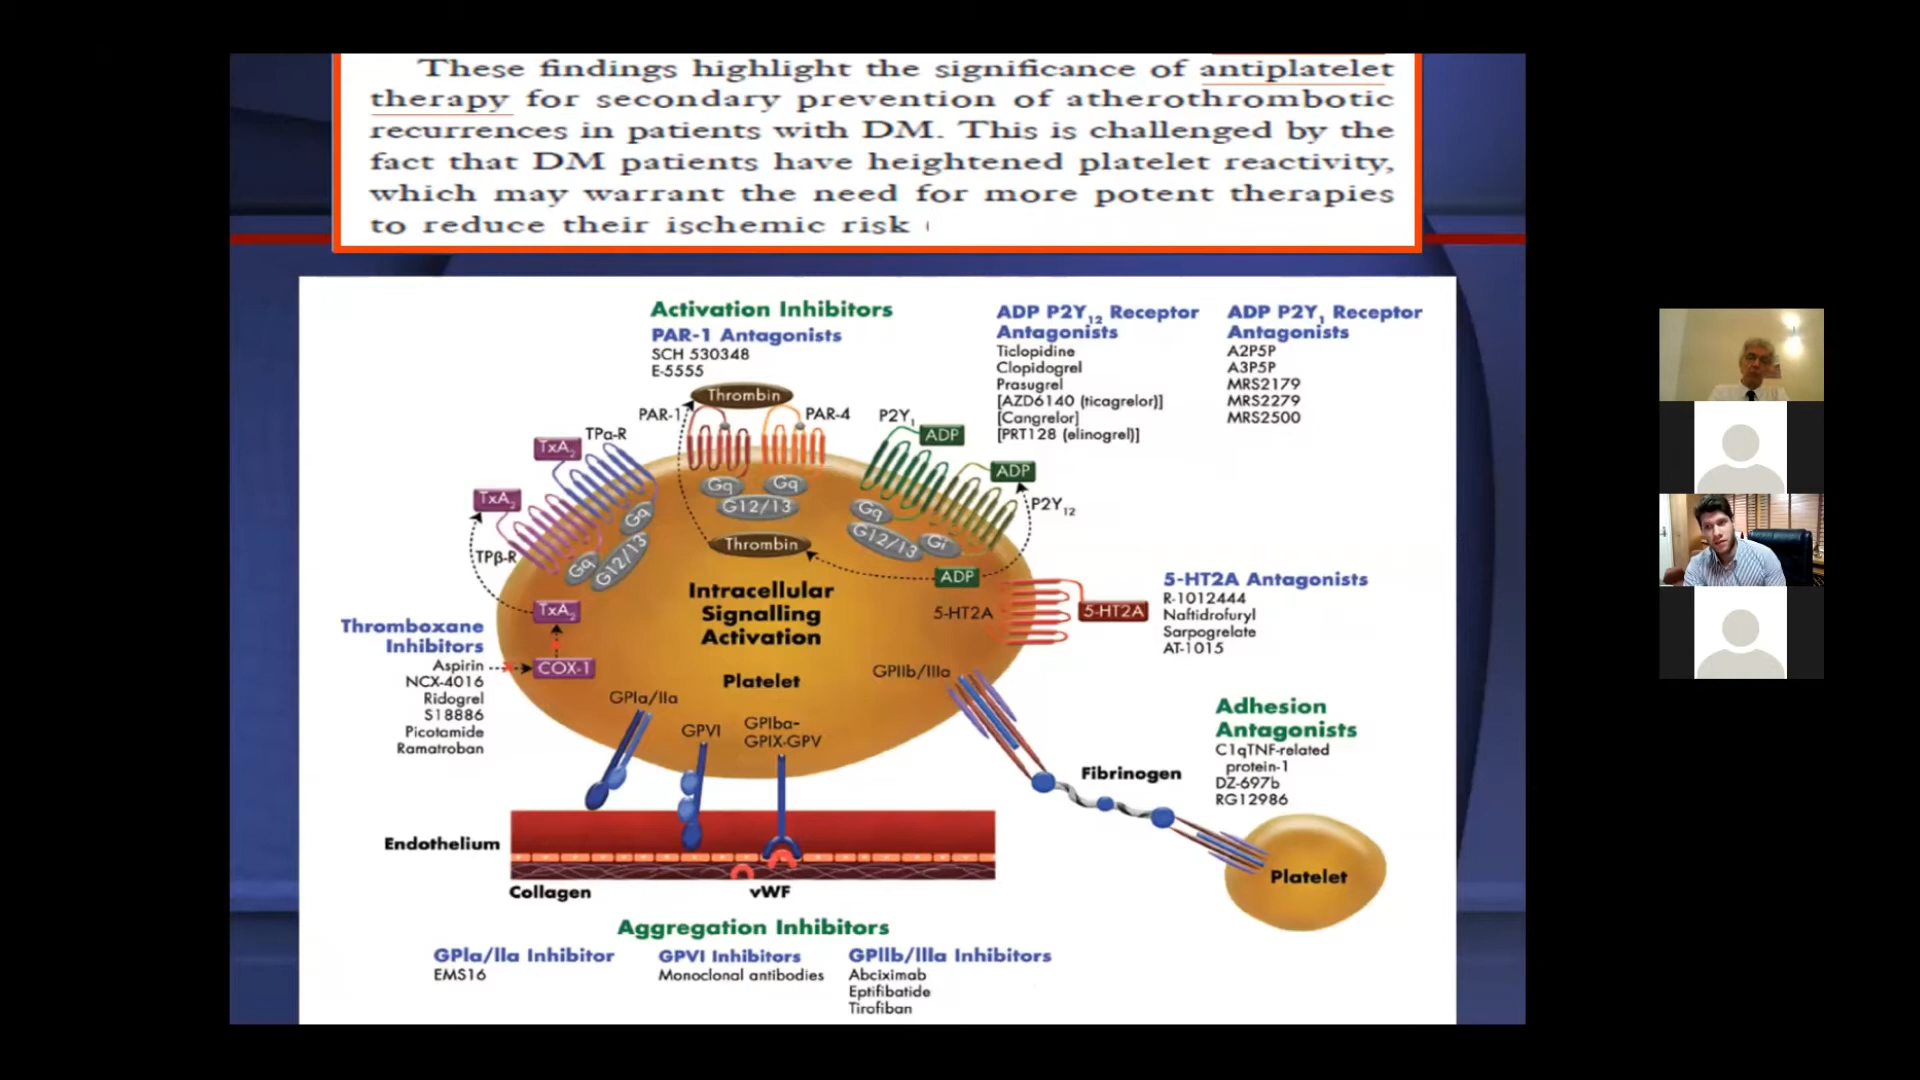 These findings highlight the significance of antiplatelet
therapy for secondary prevention of atherothrombotic
recurrences in patients with DM. This is challenged by the
fact that DM patients have heightened platelet reactivity,
which may warrant the need for more potent therapies
to reduce their ischemic risk
Activation Inhibitors
PAR-1 Antagonists
SCH 530348
E-5555
ADP P2Y12 Receptor
Antagonists
Ticlopidine
Clopidogrel
Prasugrel
[AZD6140 (ticagrelor)]
[Cangrelor]
[PRT128 (elinogrel)]
ADP P2Y1 Receptor
Antagonists
A2P5P
A3P5P
MRS2179
MRS2279
MRS2500
Thrombin
PAR-1
PAR-4
P2Y1
ADP
TPα-R
TxA2
ADP
TxA2
P2Y12
Gq
Gq
G12/13
Gq
G12/13
Gi
Gq
Gq
G12/13
TPβ-R
Thrombin
ADP
Intracellular
Signalling
Activation
Platelet
5-HT2A
5-HT2A
5-HT2A Antagonists
R-1012444
Naftidrofuryl
Sarpogrelate
AT-1015
Thromboxane
Inhibitors
Aspirin
NCX-4016
Ridogrel
S18886
Picotamide
Ramatroban
TxA2
COX-1
GPIa/IIa
GPVI
GPIba-
GPIX-GPV
GPIIb/IIIa
Fibrinogen
Adhesion
Antagonists
C1qTNF-related
protein-1
DZ-697b
RG12986
Platelet
Endothelium
Collagen
vWF
Aggregation Inhibitors
GPIa/IIa Inhibitor
EMS16
GPVI Inhibitors
Monoclonal antibodies
GPIIb/IIIa Inhibitors
Abciximab
Eptifibatide
Tirofiban